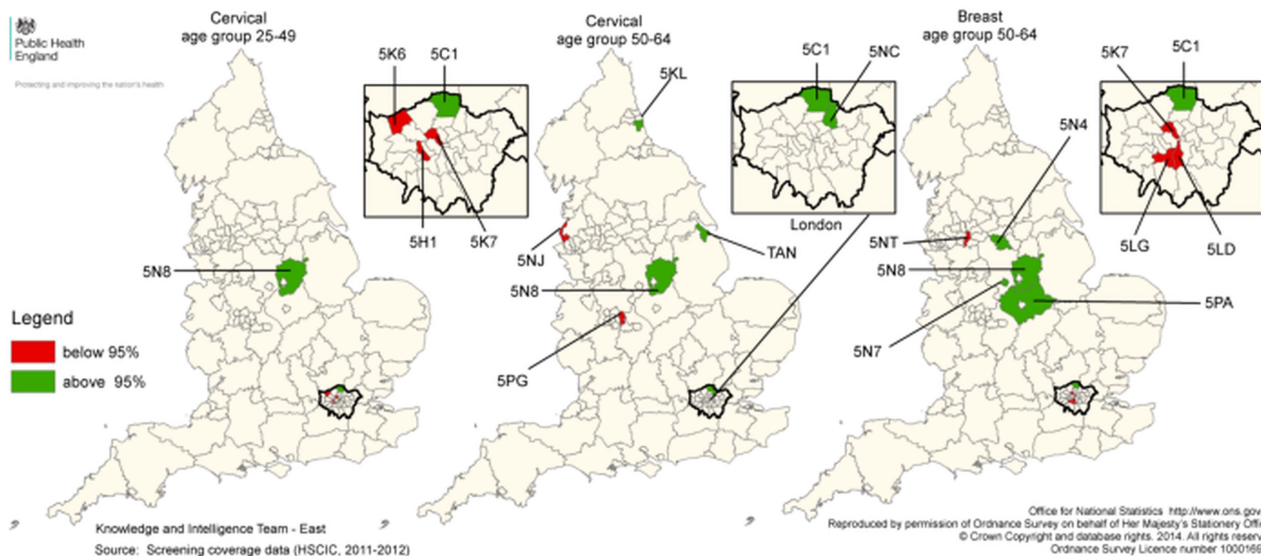 Public Health
England
Protecting and improving the nation's health
Cervical
age group 25-49
5K6
5C1
5H1
5K7
5N8
Cervical
age group 50-64
5KL
5C1
5NC
London
5NJ
TAN
5N8
5PG
Breast
age group 50-64
5K7
5C1
5N4
5LG
5LD
5NT
5N8
5PA
5N7
Legend
below 95%
above 95%
Knowledge and Intelligence Team - East
Source: Screening coverage data (HSCIC, 2011-2012)
Office for National Statistics http://www.ons.gov
Reproduced by permission of Ordnance Survey on behalf of Her Majesty's Stationery Offi
© Crown Copyright and database rights. 2014. All rights reserv
Ordnance Survey Licence number 1000169